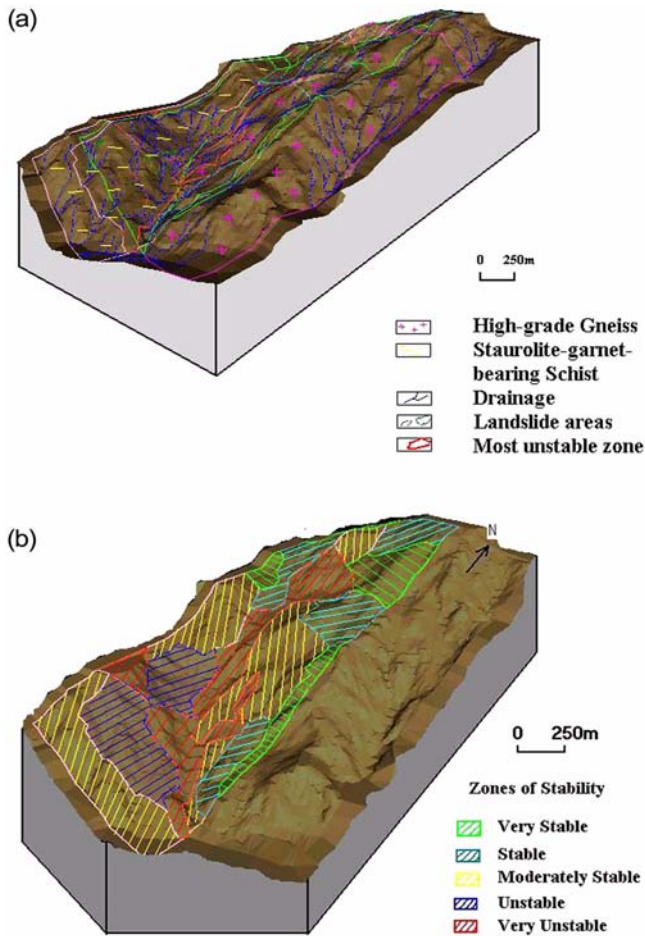 (a)
0 250m
High-grade Gneiss
Staurolite-garnet-
bearing Schist
Drainage
Landslide areas
Most unstable zone
(b)
N
0 250m
Zones of Stability
Very Stable
Stable
Moderately Stable
Unstable
Very Unstable